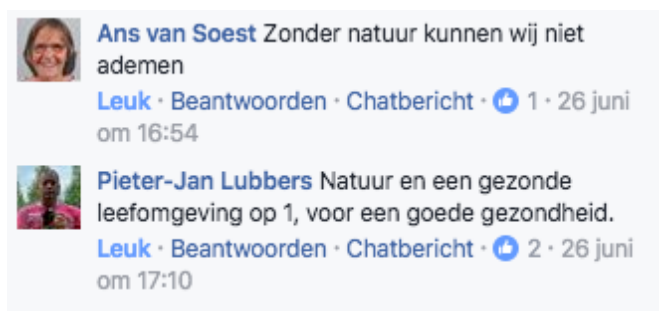 Ans van Soest Zonder natuur kunnen wij niet
ademen
Leuk · Beantwoorden · Chatbericht · 1 · 26 juni
om 16:54
Pieter-Jan Lubbers Natuur en een gezonde
leefomgeving op 1, voor een goede gezondheid.
Leuk · Beantwoorden · Chatbericht · 2 · 26 juni
om 17:10